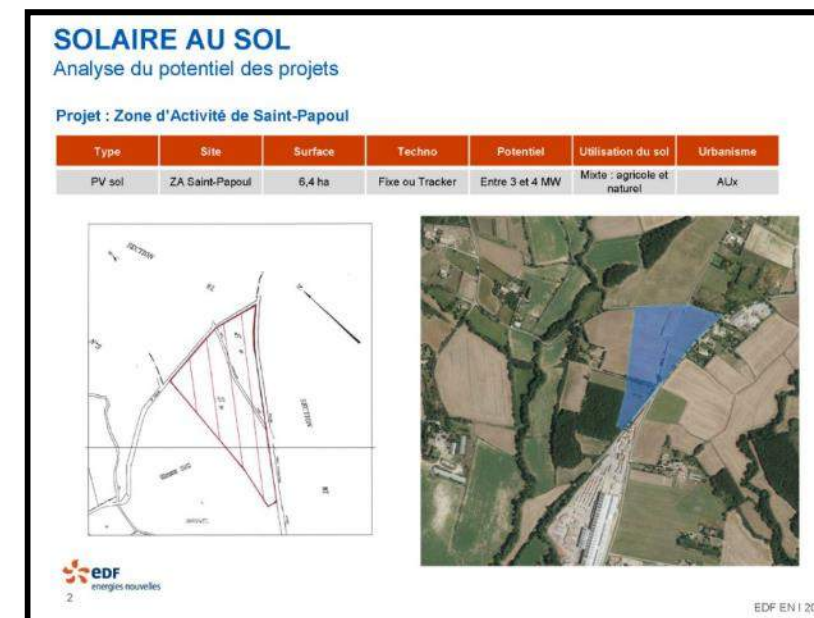 SOLAIRE AU SOL
Analyse du potentiel des projets
Projet : Zone d'Activité de Saint-Papoul
Type Site Surface Techno Potentiel Utilisation du sol Urbanisme
PV sol ZA Saint-Papoul 6,4 ha Fixe ou Tracker Entre 3 et 4 MW Mixte : agricole et naturel AUx
SECTION
SECTION
edf
energies nouvelles
2
EDF EN I 20